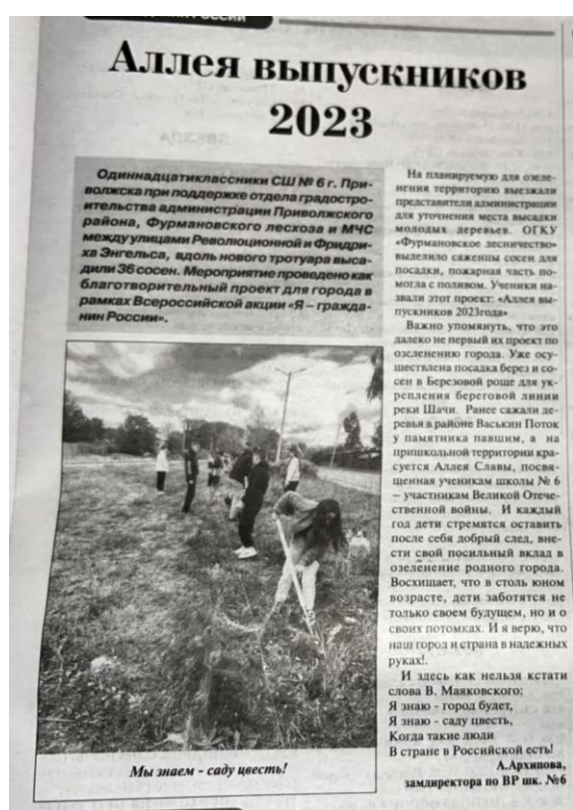 РОССИИ
Аллея выпускников
2023
Одиннадцатиклассники СШ № 6 г. При-
волжска при поддержке отдела градострo-
ительства администрации Приволжского
района, Фурмановского лесхоза и МЧС
между улицами Революционной и Фридри-
ха Энгельса, вдоль нового тротуара выса-
дили 36 сосен. Мероприятие проведено как
благотворительный проект для города в
рамках Всероссийской акции «Я – гражда-
нин России».
Мы знаем - саду цвесть!
На планируемую для озеле-
нения территорию выезжали
представители администрации
для уточнения места высадки
молодых деревьев. ОГКУ
«Фурмановское лесничество»
выделило саженцы сосен для
посадки, пожарная часть по-
могла с поливом. Ученики на-
звали этот проект: «Аллея вы-
пускников 2023года»
Важно упомянуть, что это
далеко не первый их проект по
озеленению города. Уже осу-
ществлена посадка берез и со-
сен в Березовой роще для ук-
репления береговой линии
реки Шачи. Ранее сажали де-
ревья в районе Васькин Поток
у памятника павшим, а на
пришкольной территории кра-
суется Аллея Славы, посвя-
щенная ученикам школы № 6
– участникам Великой Отече-
ственной войны. И каждый
год дети стремятся оставить
после себя добрый след, вне-
сти свой посильный вклад в
озеленение родного города.
Восхищает, что в столь юном
возрасте, дети заботятся не
только своем будущем, но и о
своих потомках. И я верю, что
наш город и страна в надежных
руках!.
И здесь как нельзя кстати
слова В. Маяковского:
Я знаю - город будет,
Я знаю - саду цвесть,
Когда такие люди
В стране в Российской есть!
А.Архипова,
замдиректора по ВР шк. №6